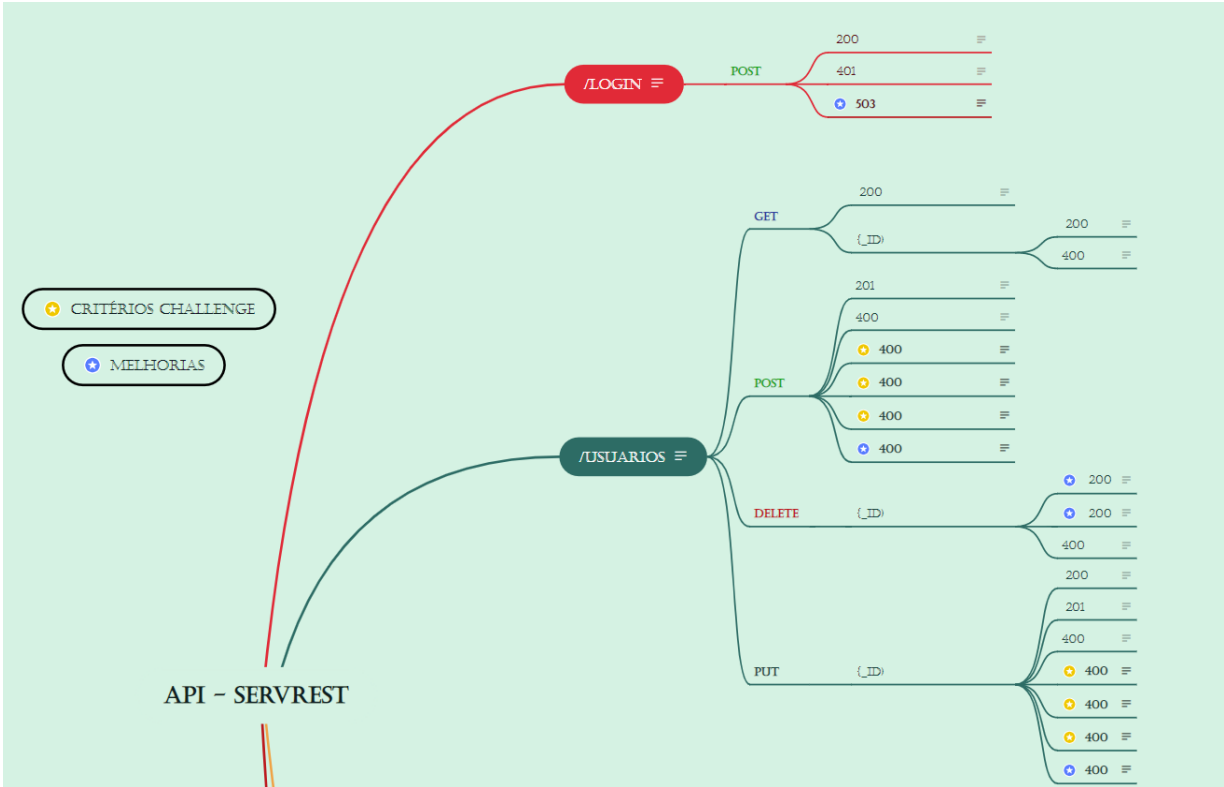 /LOGIN
POST
200
401
503
/USUARIOS
GET
200
{_ID)
200
400
POST
201
400
400
400
400
400
DELETE
{_ID)
200
200
400
PUT
{_ID)
200
201
400
400
400
400
400
CRITÉRIOS CHALLENGE
MELHORIAS
API - SERVREST